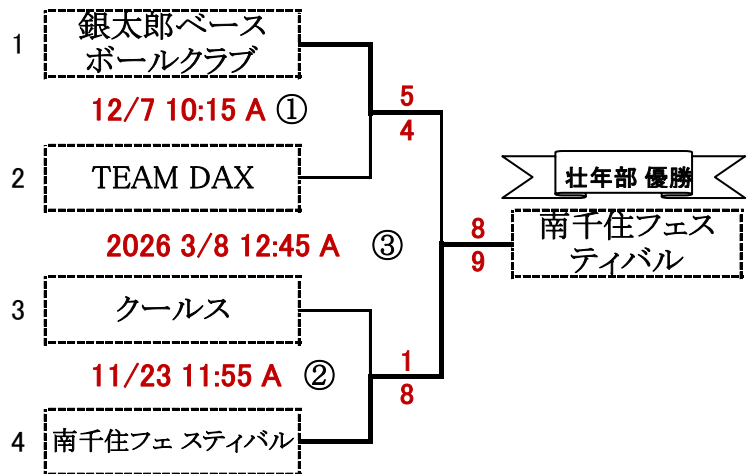 1
銀太郎ベース
ボールクラブ
12/7 10:15 A ①
5
4
2
TEAM DAX
壮年部 優勝
2026 3/8 12:45 A ③
8
9
南千住フェス
ティバル
3
クールス
11/23 11:55 A ②
1
8
4
南千住フェ スティバル